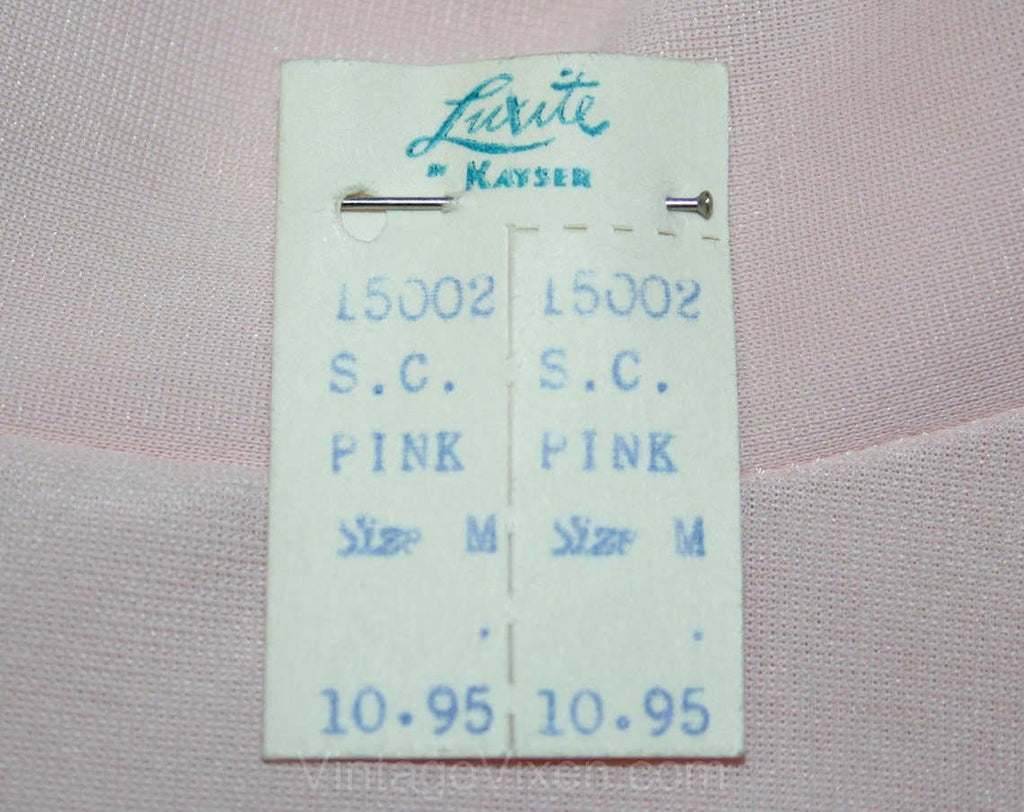 Luxite
BY KAYSER
15002 15002
S.C. S.C.
PINK PINK
Size M Size M
. .
10.95 10.95
VintageVixen.com